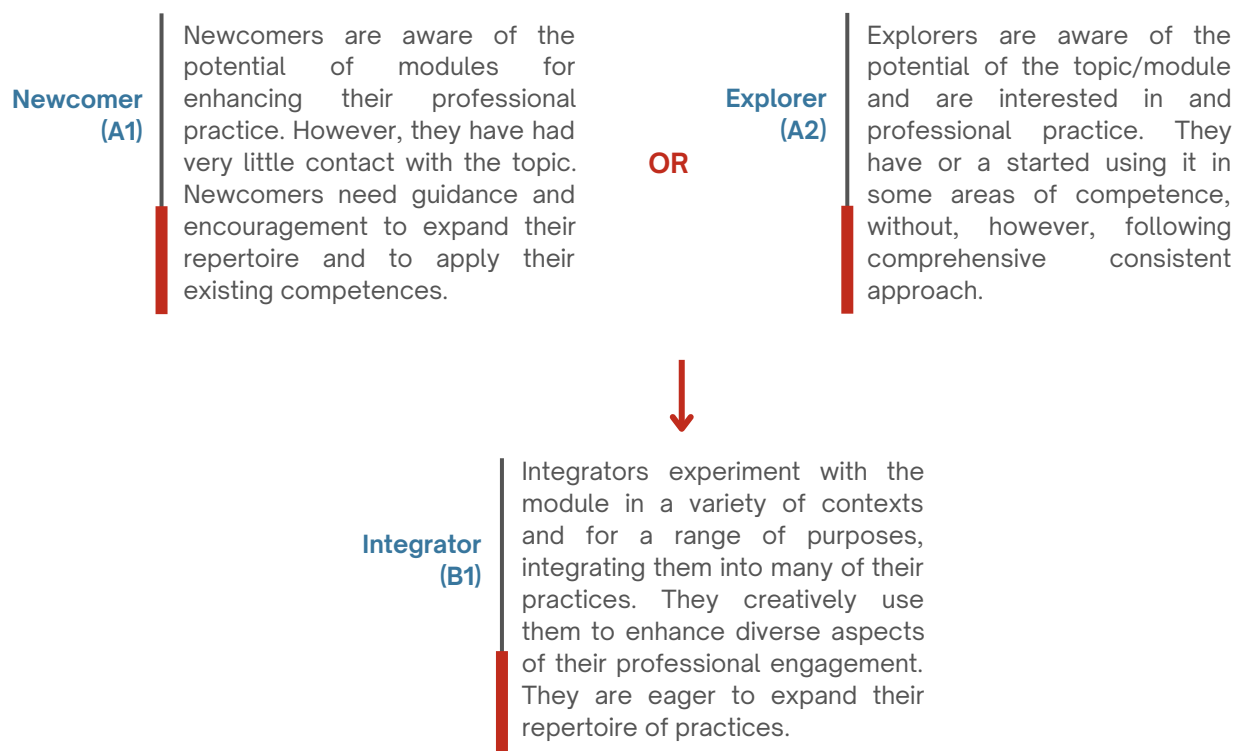 Newcomer
(A1)
Newcomers are aware of the
potential of modules for
enhancing their professional
practice. However, they have had
very little contact with the topic.
Newcomers need guidance and
encouragement to expand their
repertoire and to apply their
existing competences.
OR
Explorer
(A2)
Explorers are aware of the
potential of the topic/module
and are interested in and
professional practice. They
have or a started using it in
some areas of competence,
without, however, following
comprehensive consistent
approach.
Integrator
(B1)
Integrators experiment with the
module in a variety of contexts
and for a range of purposes,
integrating them into many of their
practices. They creatively use
them to enhance diverse aspects
of their professional engagement.
They are eager to expand their
repertoire of practices.